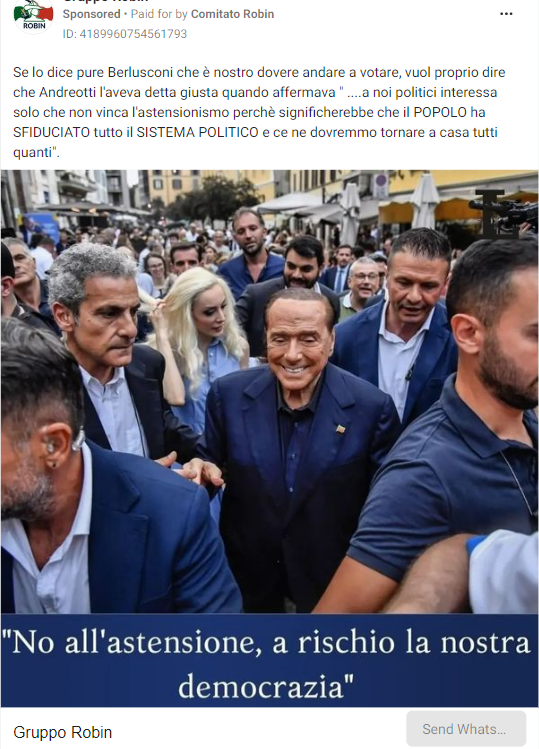 Gruppo Robin
Sponsored • Paid for by Comitato Robin
ID: 4189960754561793
ROBIN
Se lo dice pure Berlusconi che è nostro dovere andare a votare, vuol proprio dire
che Andreotti l'aveva detta giusta quando affermava " ....a noi politici interessa
solo che non vinca l'astensionismo perchè significherebbe che il POPOLO ha
SFIDUCIATO tutto il SISTEMA POLITICO e ce ne dovremmo tornare a casa tutti
quanti".
"No all'astensione, a rischio la nostra
democrazia"
Gruppo Robin
Send Whats...